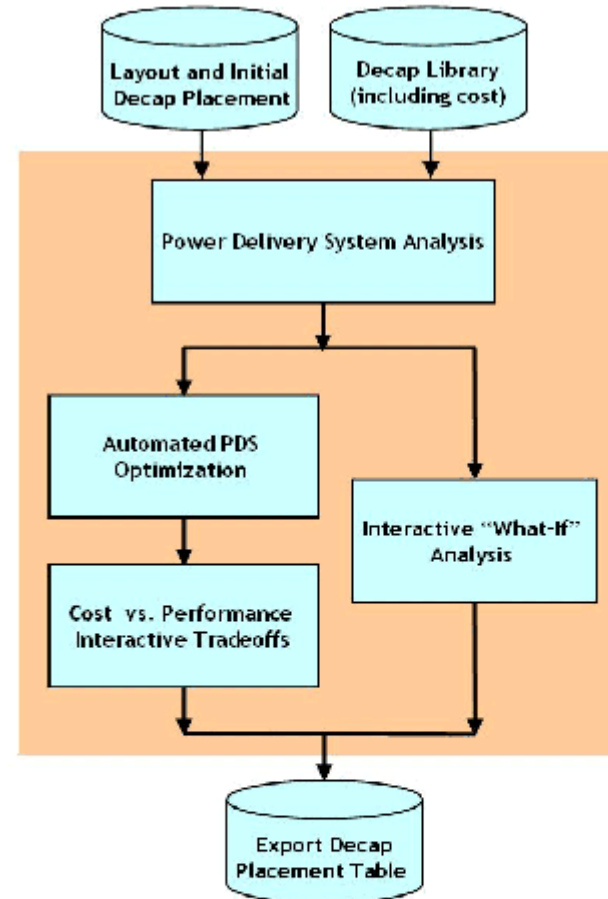 Layout and Initial
Decap Placement
Decap Library
(including cost)
Power Delivery System Analysis
Automated PDS
Optimization
Interactive “What-If”
Analysis
Cost vs. Performance
Interactive Tradeoffs
Export Decap
Placement Table